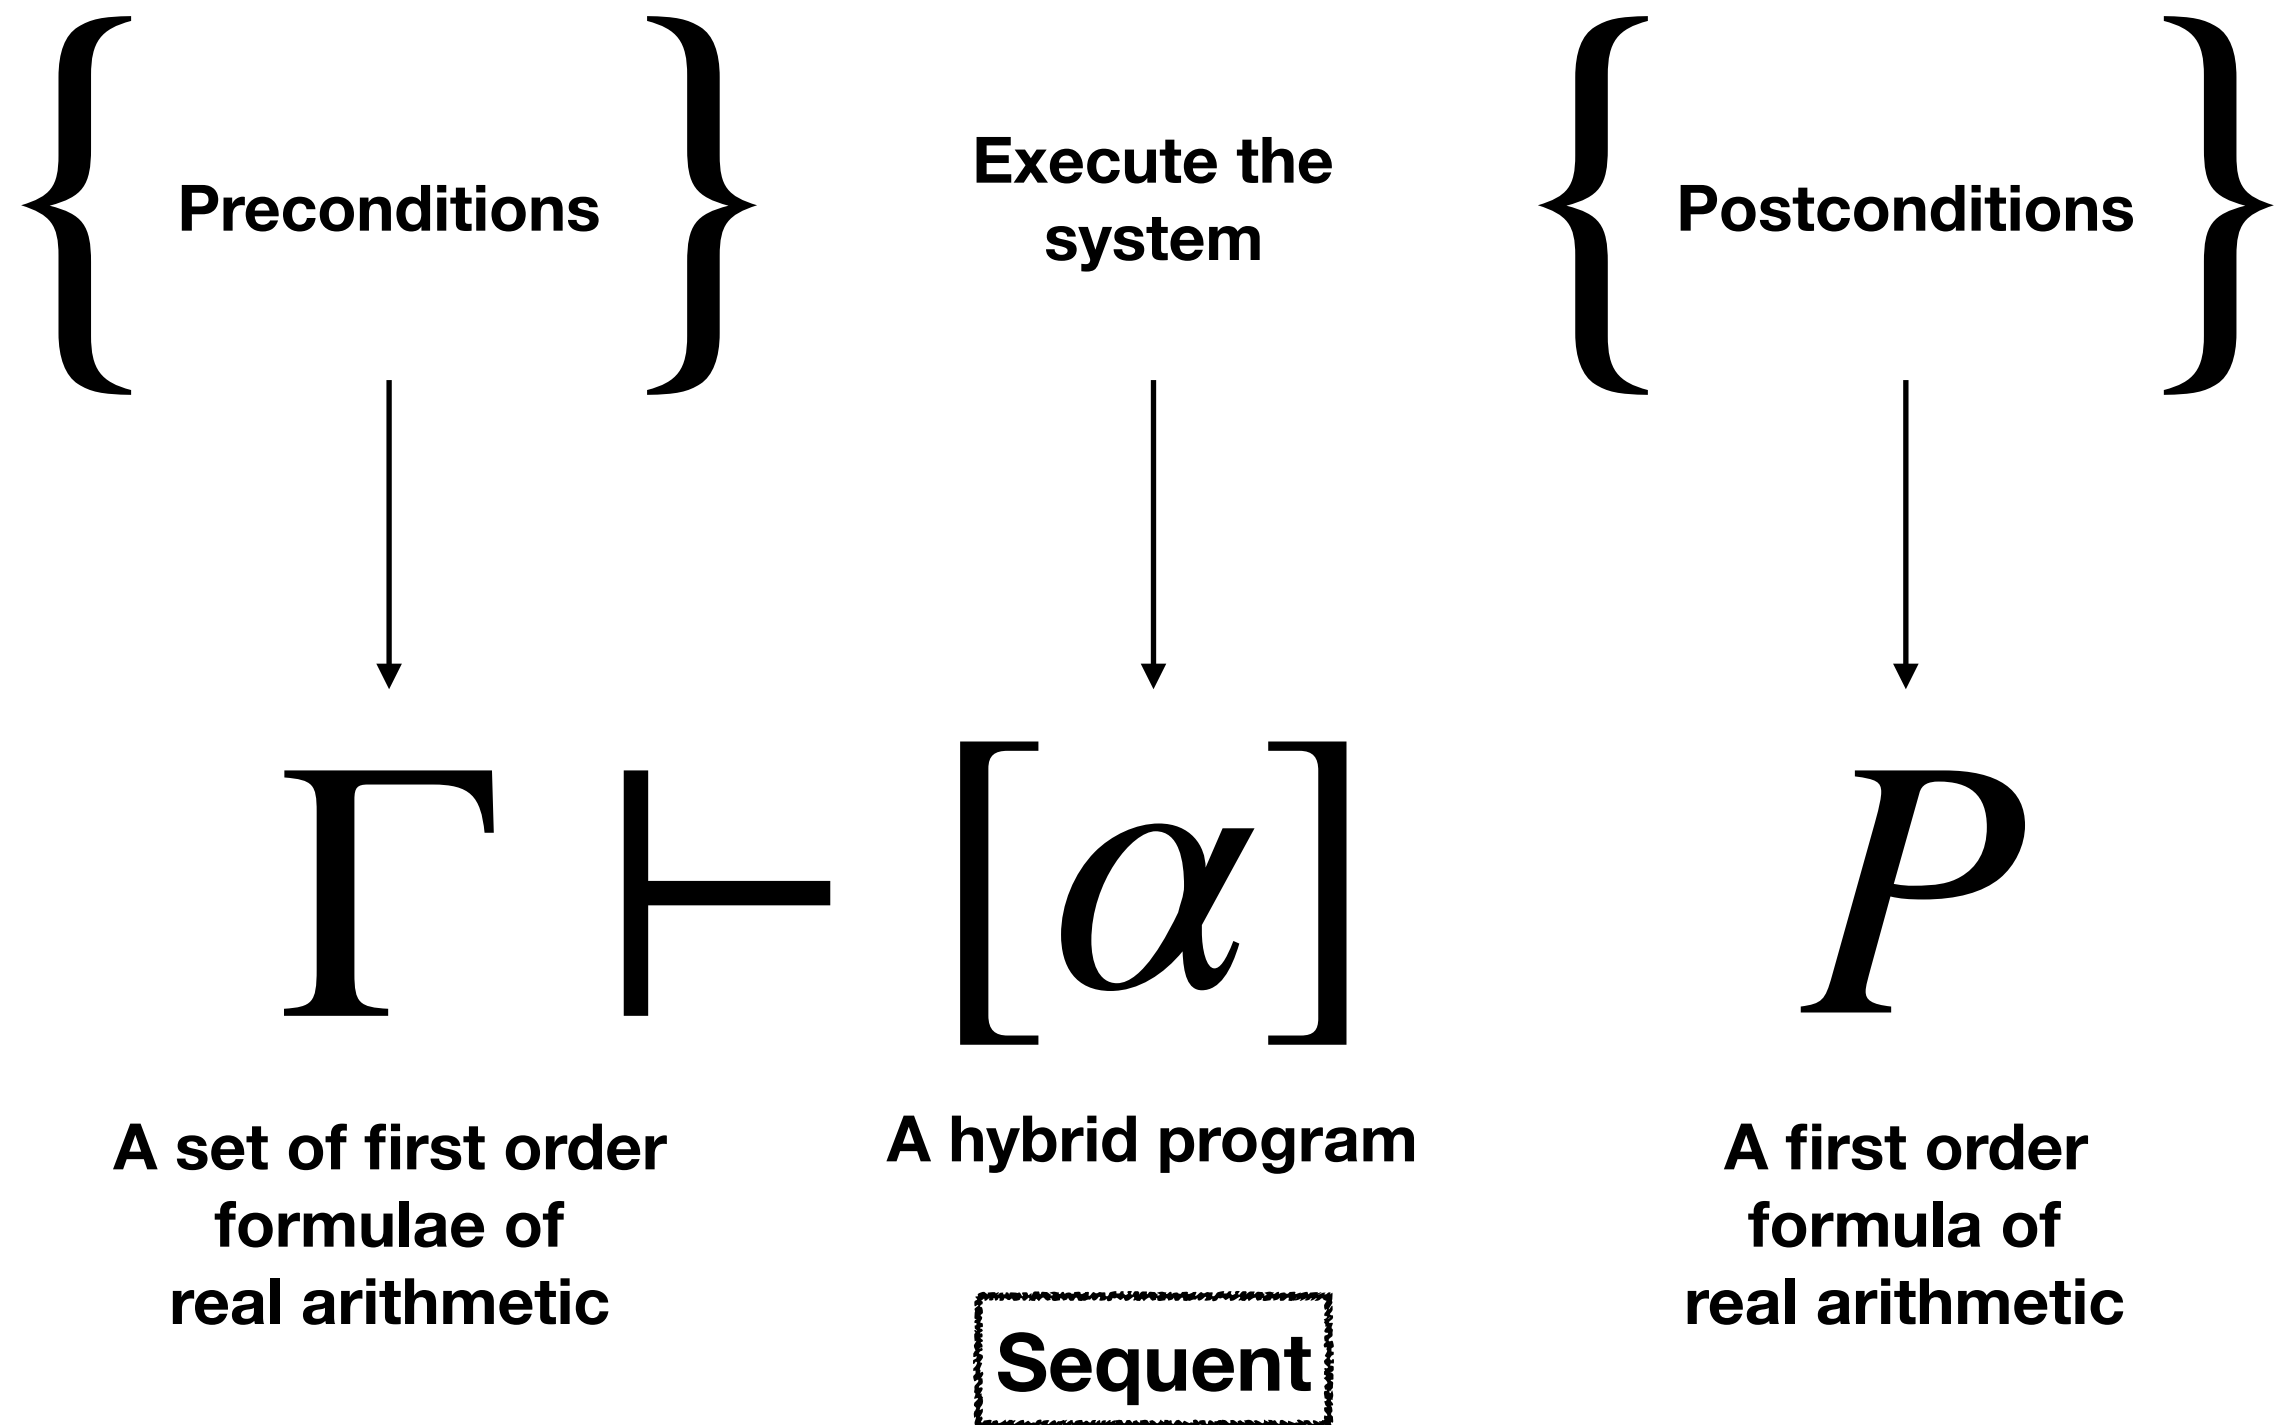 { Preconditions }
Execute the
system
{ Postconditions }
Γ ⊢ [α] P
A set of first order
formulae of
real arithmetic
A hybrid program
A first order
formula of
real arithmetic
Sequent